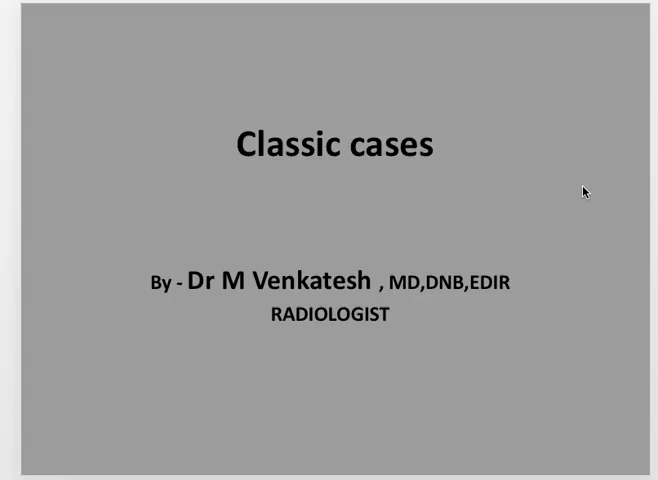 Classic cases
By - Dr M Venkatesh , MD,DNB,EDIR
RADIOLOGIST